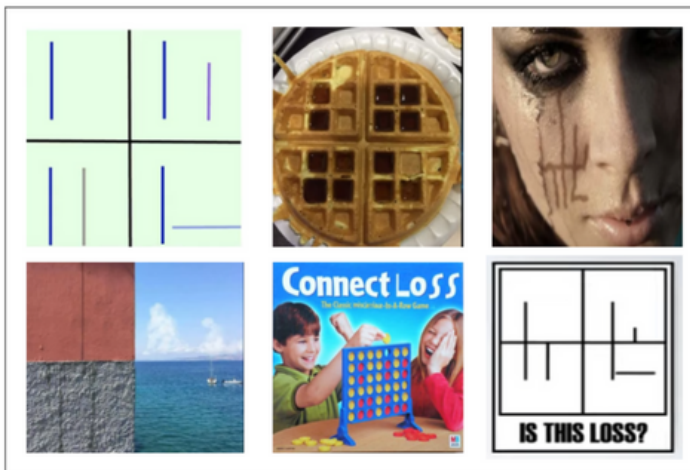 Connect Loss
The Classic Vertical Four-In-A-Row Game
IS THIS LOSS?